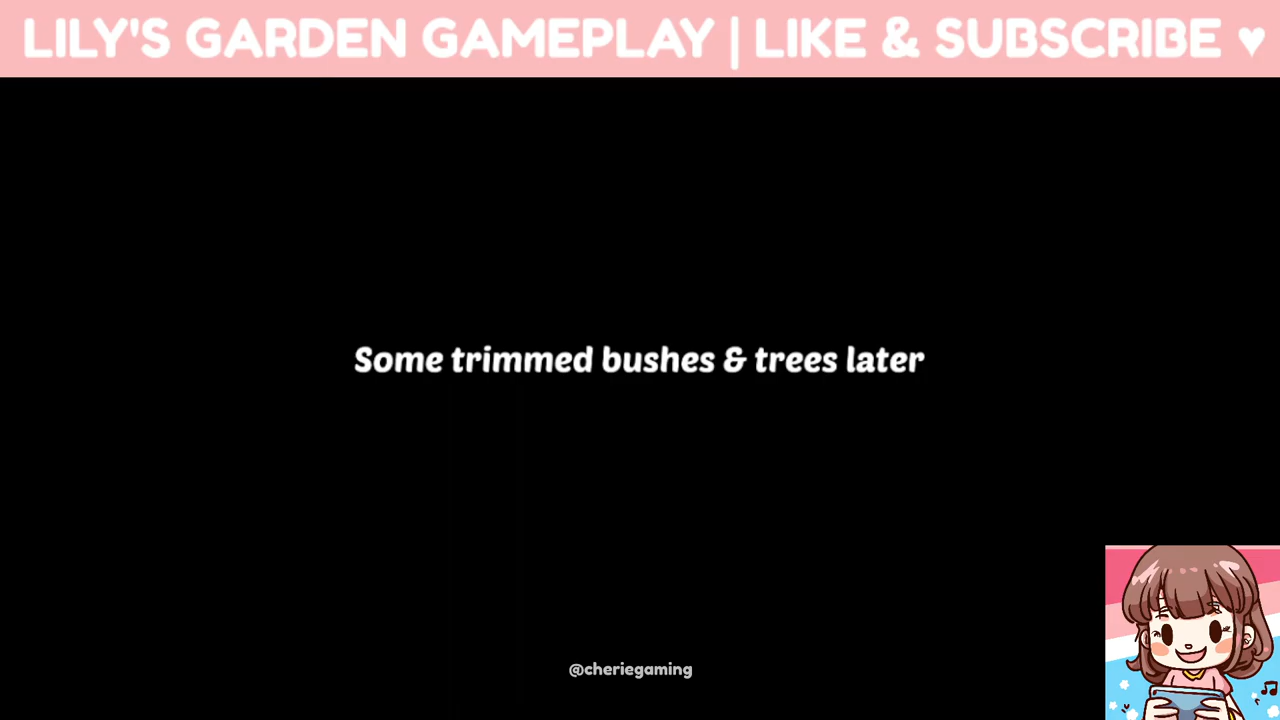 LILY'S GARDEN GAMEPLAY | LIKE & SUBSCRIBE ♥
Some trimmed bushes & trees later
@cheriegaming